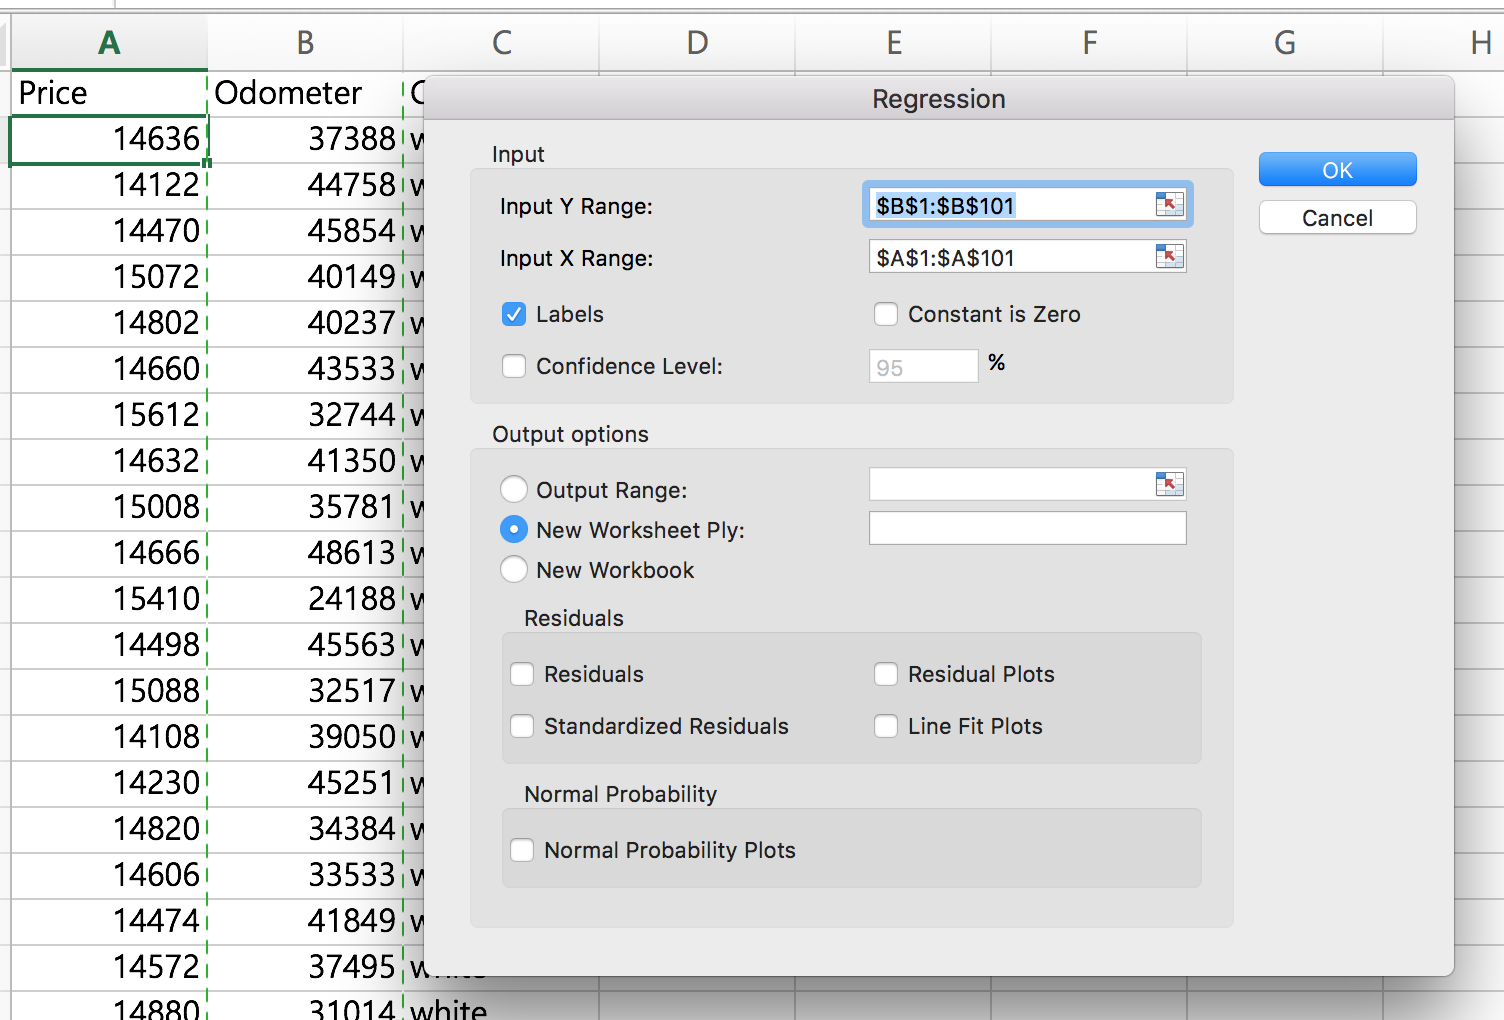 A B C D E F G H
Price Odometer
Regression
14636 37388
14122 44758
14470 45854
15072 40149
14802 40237
14660 43533
15612 32744
14632 41350
15008 35781
14666 48613
15410 24188
14498 45563
15088 32517
14108 39050
14230 45251
14820 34384
14606 33533
14474 41849
14572 37495
14880 31014 white
Input
Input Y Range: $B$1:$B$101
Input X Range: $A$1:$A$101
Labels Constant is Zero
Confidence Level: 95 %
Output options
Output Range:
New Worksheet Ply:
New Workbook
Residuals
Residuals Residual Plots
Standardized Residuals Line Fit Plots
Normal Probability
Normal Probability Plots
OK
Cancel